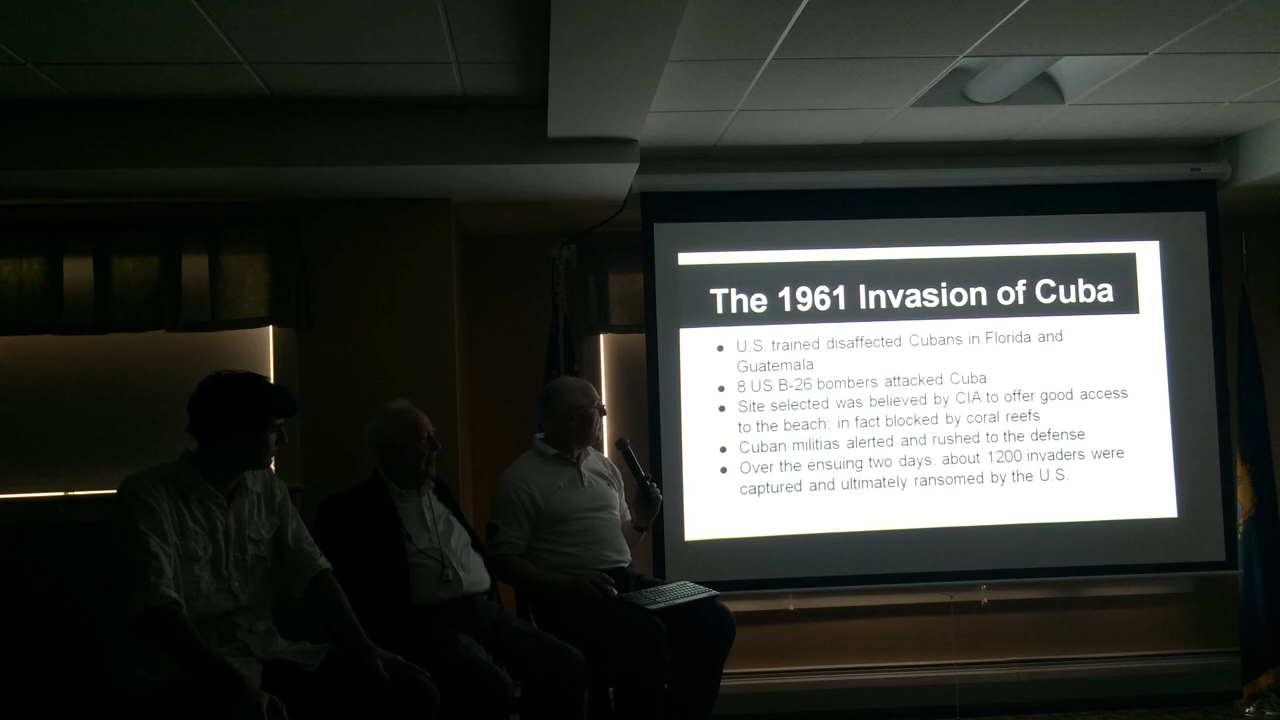 The 1961 Invasion of Cuba
● U.S. trained disaffected Cubans in Florida and
Guatemala
● 8 US B-26 bombers attacked Cuba
● Site selected was believed by CIA to offer good access
to the beach; in fact blocked by coral reefs
● Cuban militias alerted and rushed to the defense
● Over the ensuing two days, about 1200 invaders were
captured and ultimately ransomed by the U.S.